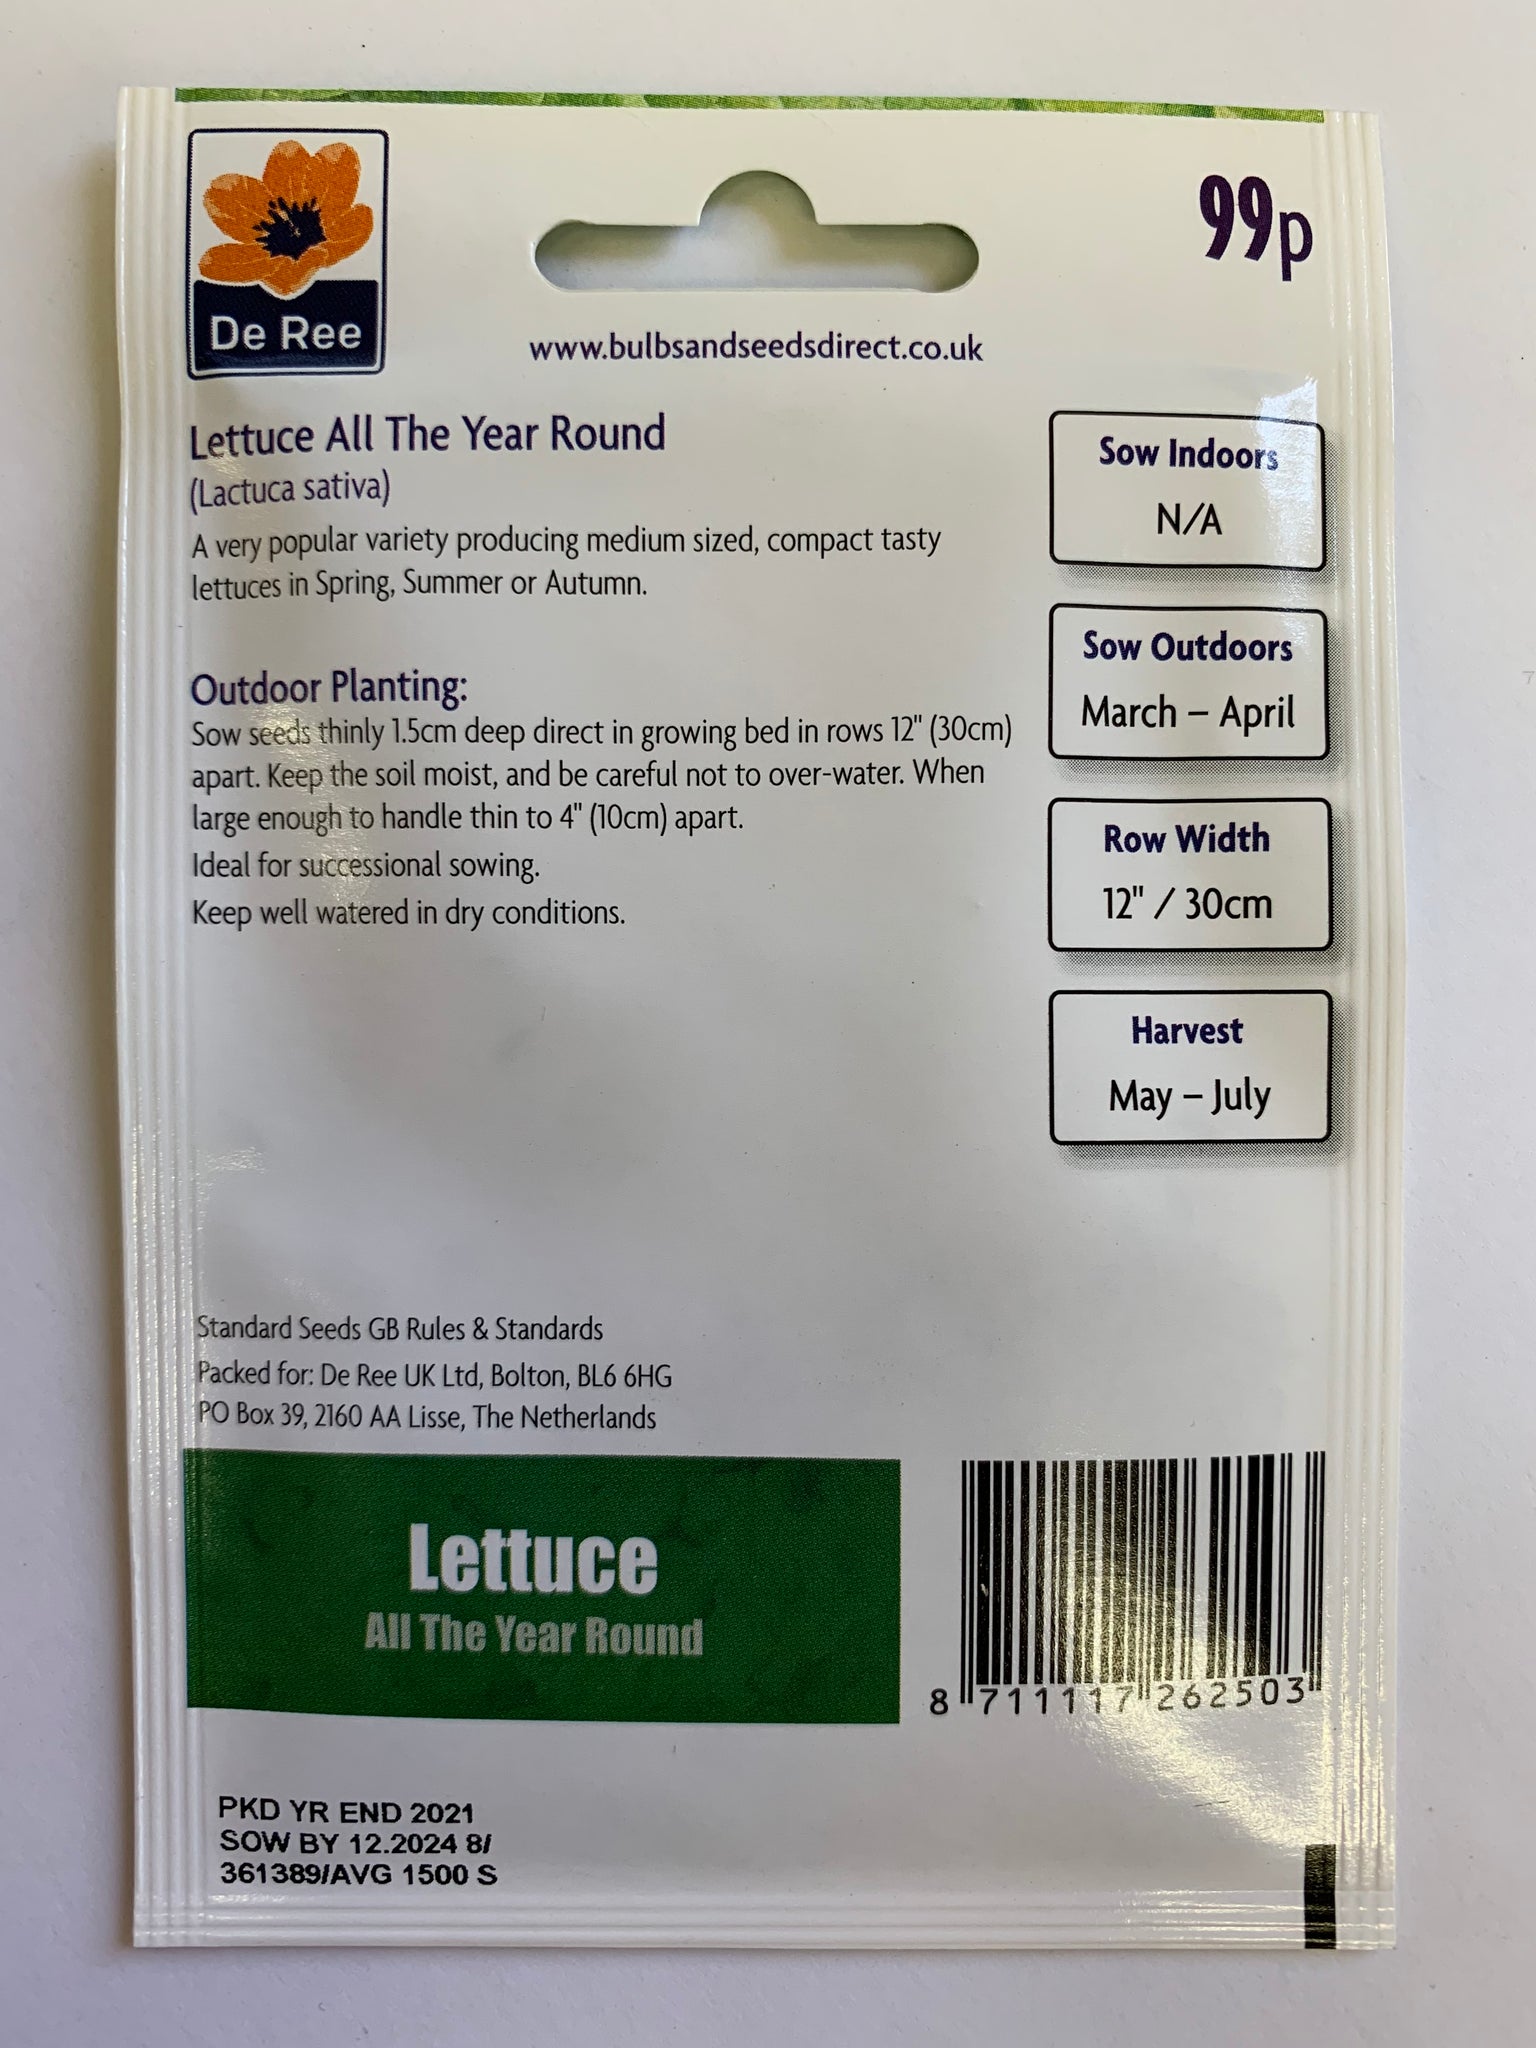 De Ree
99p
www.bulbsandseedsdirect.co.uk
Lettuce All The Year Round
(Lactuca sativa)
A very popular variety producing medium sized, compact tasty
lettuces in Spring, Summer or Autumn.
Outdoor Planting:
Sow seeds thinly 1.5cm deep direct in growing bed in rows 12" (30cm)
apart. Keep the soil moist, and be careful not to over-water. When
large enough to handle thin to 4" (10cm) apart.
Ideal for successional sowing.
Keep well watered in dry conditions.
Sow Indoors
N/A
Sow Outdoors
March – April
Row Width
12" / 30cm
Harvest
May – July
Standard Seeds GB Rules & Standards
Packed for: De Ree UK Ltd, Bolton, BL6 6HG
PO Box 39, 2160 AA Lisse, The Netherlands
Lettuce
All The Year Round
8 711117 262503
PKD YR END 2021
SOW BY 12.2024 8/
361389/AVG 1500 S